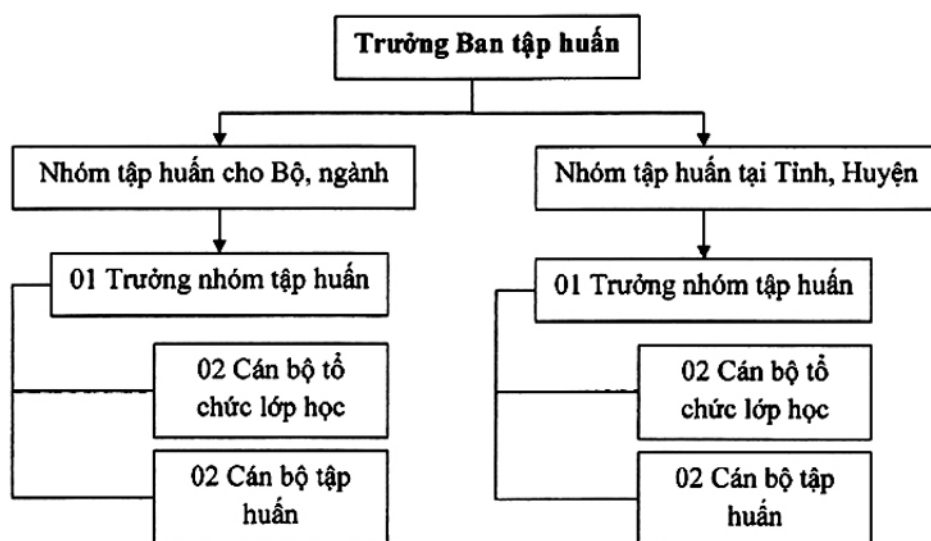 Trưởng Ban tập huấn
Nhóm tập huấn cho Bộ, ngành
Nhóm tập huấn tại Tỉnh, Huyện
01 Trưởng nhóm tập huấn
01 Trưởng nhóm tập huấn
02 Cán bộ tổ
chức lớp học
02 Cán bộ tổ
chức lớp học
02 Cán bộ tập
huấn
02 Cán bộ tập
huấn